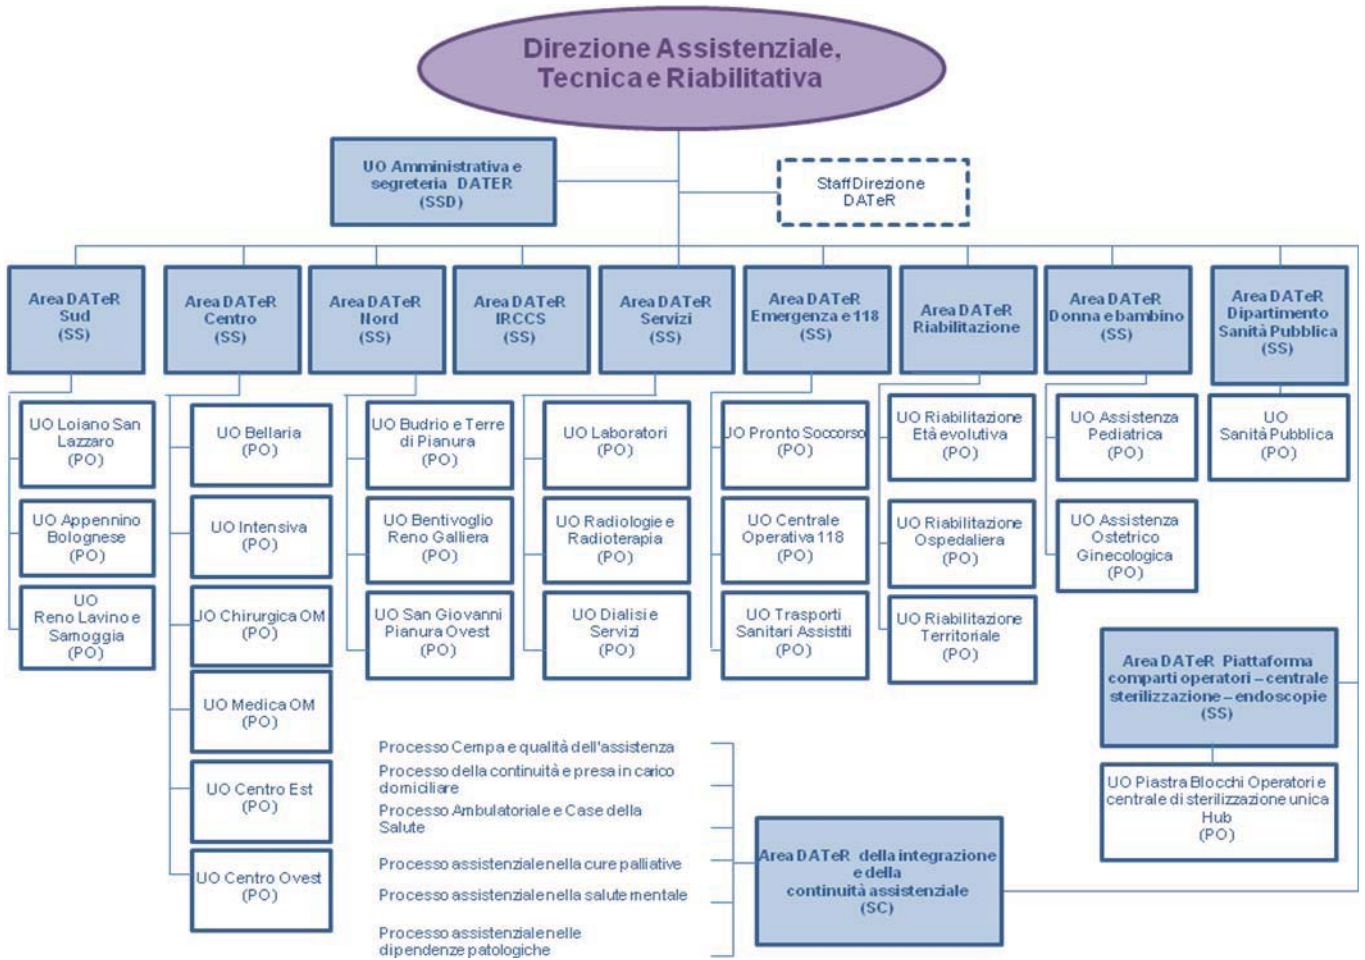 Direzione Assistenziale,
Tecnica e Riabilitativa
UO Amministrativa e
segreteria DATER
(SSD)
Staff Direzione
DATeR
Area DATeR
Sud
(SS)
Area DATeR
Centro
(SS)
Area DATeR
Nord
(SS)
Area DATeR
IRCCS
(SS)
Area DATeR
Servizi
(SS)
Area DATeR
Emergenza e 118
(SS)
Area DATeR
Riabilitazione
Area DATeR
Donna e bambino
(SS)
Area DATeR
Dipartimento
Sanità Pubblica
(SS)
UO Loiano San
Lazzaro
(PO)
UO Appennino
Bolognese
(PO)
UO
Reno Lavino e
Samoggia
(PO)
UO Bellaria
(PO)
UO Intensiva
(PO)
UO Chirurgica OM
(PO)
UO Medica OM
(PO)
UO Centro Est
(PO)
UO Centro Ovest
(PO)
UO Budrio e Terre
di Pianura
(PO)
UO Bentivoglio
Reno Galliera
(PO)
UO San Giovanni
Pianura Ovest
(PO)
UO Laboratori
(PO)
UO Radiologie e
Radioterapia
(PO)
UO Dialisi e
Servizi
(PO)
UO Pronto Soccorso
(PO)
UO Centrale
Operativa 118
(PO)
UO Trasporti
Sanitari Assistiti
(PO)
UO Riabilitazione
Età evolutiva
(PO)
UO Riabilitazione
Ospedaliera
(PO)
UO Riabilitazione
Territoriale
(PO)
UO Assistenza
Pediatrica
(PO)
UO Assistenza
Ostetrico
Ginecologica
(PO)
UO
Sanità Pubblica
(PO)
Area DATeR Piattaforma
comparti operatori – centrale
sterilizzazione – endoscopie
(SS)
UO Piastra Blocchi Operatori e
centrale di sterilizzazione unica
Hub
(PO)
Processo Cempa e qualità dell'assistenza
Processo della continuità e presa in carico
domiciliare
Processo Ambulatoriale e Case della
Salute
Processo assistenziale nella cure palliative
Processo assistenziale nella salute mentale
Processo assistenziale nelle
dipendenze patologiche
Area DATeR della integrazione
e della
continuità assistenziale
(SC)